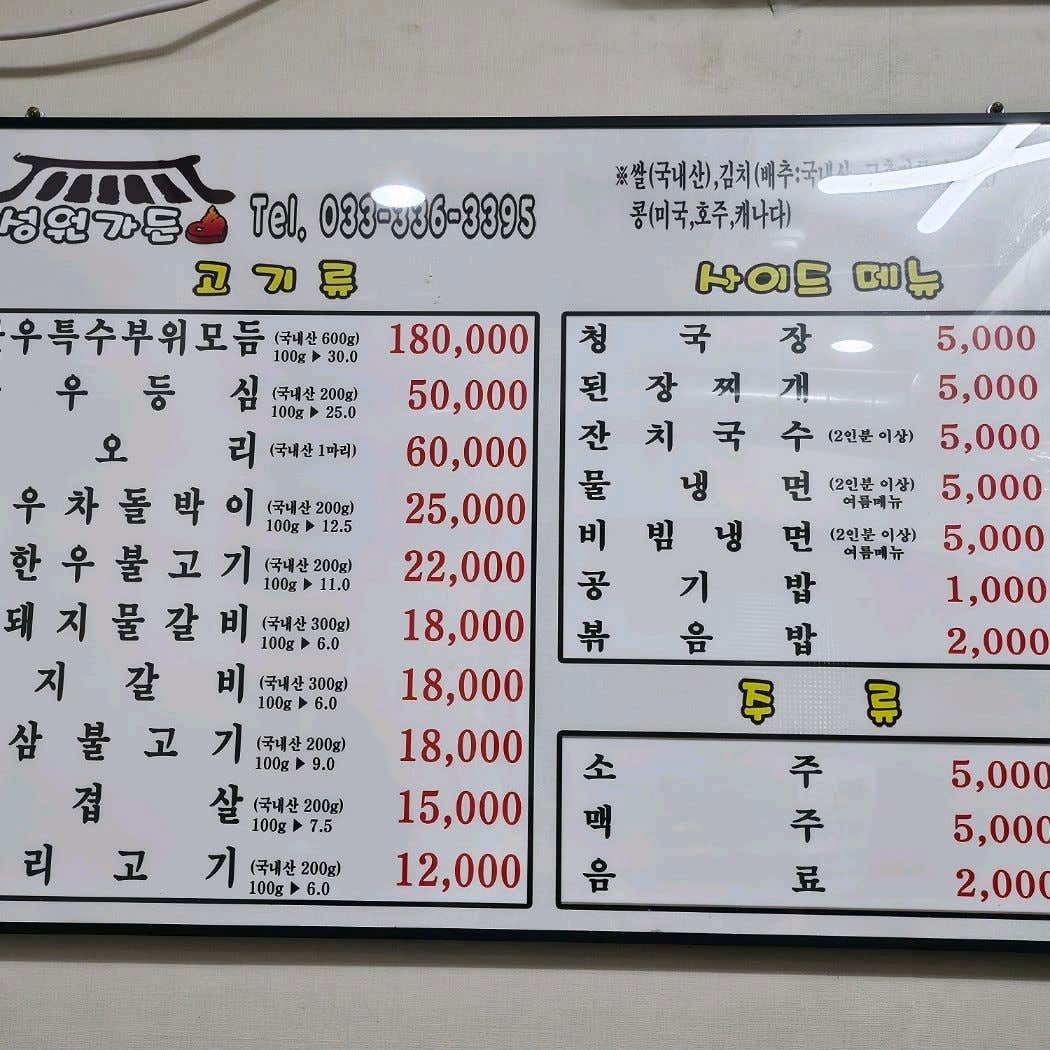 성원가든 Tel. 033-336-3395
※쌀(국내산),김치(배추:국내산,
콩(미국,호주,캐나다)
고기류
우특수부위모듬 (국내산 600g) 100g ▶ 30.0 180,000
우등심 (국내산 200g) 100g ▶ 25.0 50,000
오리 (국내산 1마리) 60,000
우차돌박이 (국내산 200g) 100g ▶ 12.5 25,000
한우불고기 (국내산 200g) 100g ▶ 11.0 22,000
돼지물갈비 (국내산 300g) 100g ▶ 6.0 18,000
지갈비 (국내산 300g) 100g ▶ 6.0 18,000
삼불고기 (국내산 200g) 100g ▶ 9.0 18,000
겹살 (국내산 200g) 100g ▶ 7.5 15,000
리고기 (국내산 200g) 100g ▶ 6.0 12,000
사이드 메뉴
청국장 5,000
된장찌개 5,000
잔치국수 (2인분 이상) 5,000
물냉면 (2인분 이상) 여름메뉴 5,000
비빔냉면 (2인분 이상) 여름메뉴 5,000
공기밥 1,000
볶음밥 2,000
주류
소주 5,000
맥주 5,000
음료 2,000